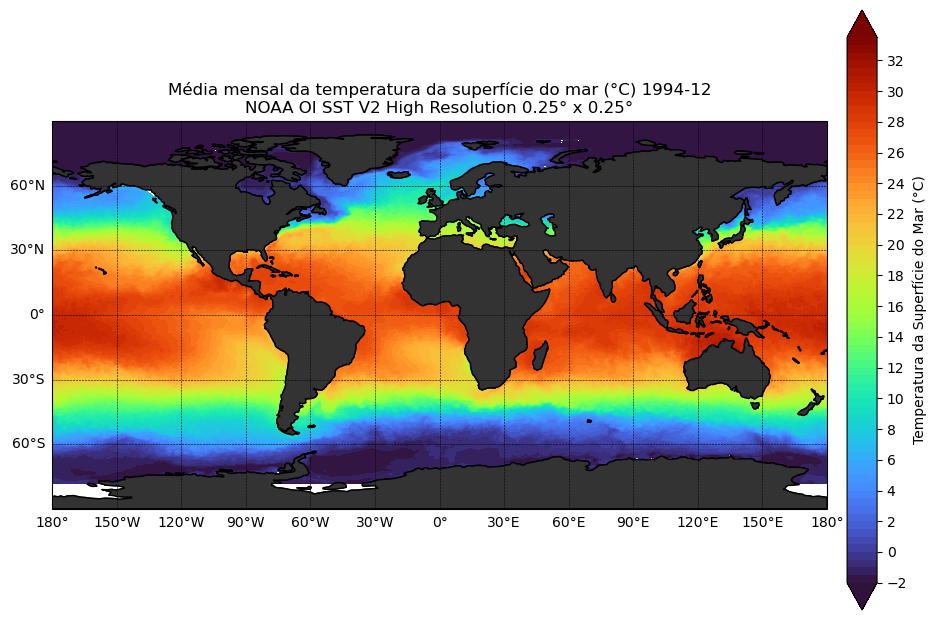 Média mensal da temperatura da superfície do mar (°C) 1994-12
NOAA OI SST V2 High Resolution 0.25° x 0.25°
60°N
30°N
0°
30°S
60°S
180° 150°W 120°W 90°W 60°W 30°W 0° 30°E 60°E 90°E 120°E 150°E 180°
32
30
28
26
24
22
20
18
16
14
12
10
8
6
4
2
0
−2
Temperatura da Superfície do Mar (°C)